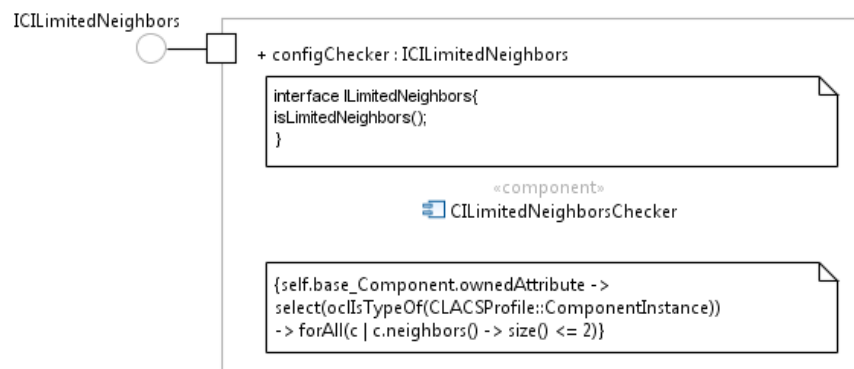 ICILimitedNeighbors
+ configChecker : ICILimitedNeighbors
interface ILimitedNeighbors{
isLimitedNeighbors();
}
«component»
CILimitedNeighborsChecker
{self.base_Component.ownedAttribute ->
select(oclIsTypeOf(CLACSProfile::ComponentInstance))
-> forAll(c | c.neighbors() -> size() <= 2)}